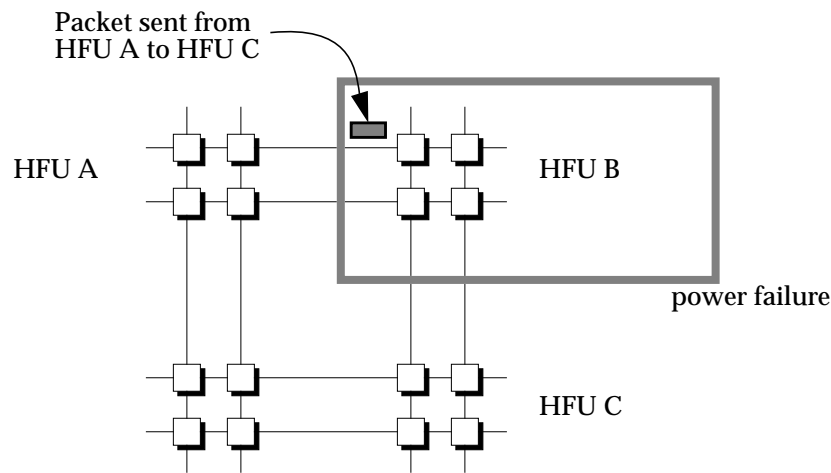 Packet sent from
HFU A to HFU C
HFU A
HFU B
power failure
HFU C